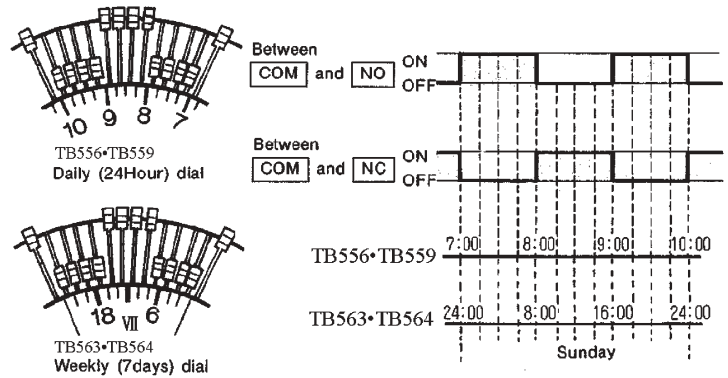 10 9 8 7
TB556•TB559
Daily (24Hour) dial
18 VII 6
TB563•TB564
Weekly (7days) dial
Between
COM and NO
ON
OFF
Between
COM and NC
ON
OFF
TB556•TB559 7:00 8:00 9:00 10:00
TB563•TB564 24:00 8:00 16:00 24:00
Sunday